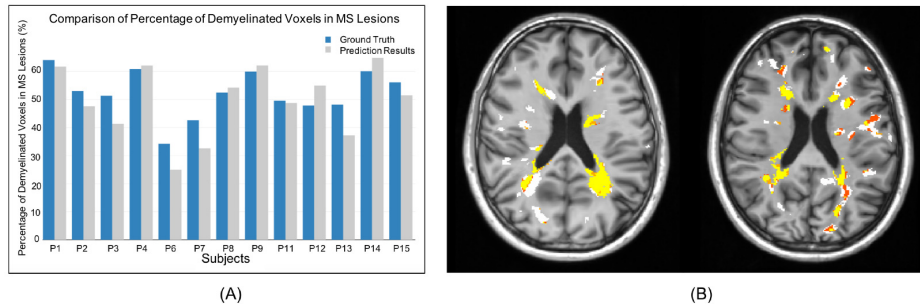 Comparison of Percentage of Demyelinated Voxels in MS Lesions
Ground Truth
Prediction Results
Percentage of Demyelinated Voxels in MS Lesions (%)
60
50
40
30
20
10
0
P1 P2 P3 P4 P6 P7 P8 P9 P11 P12 P13 P14 P15
Subjects
(A)
(B)